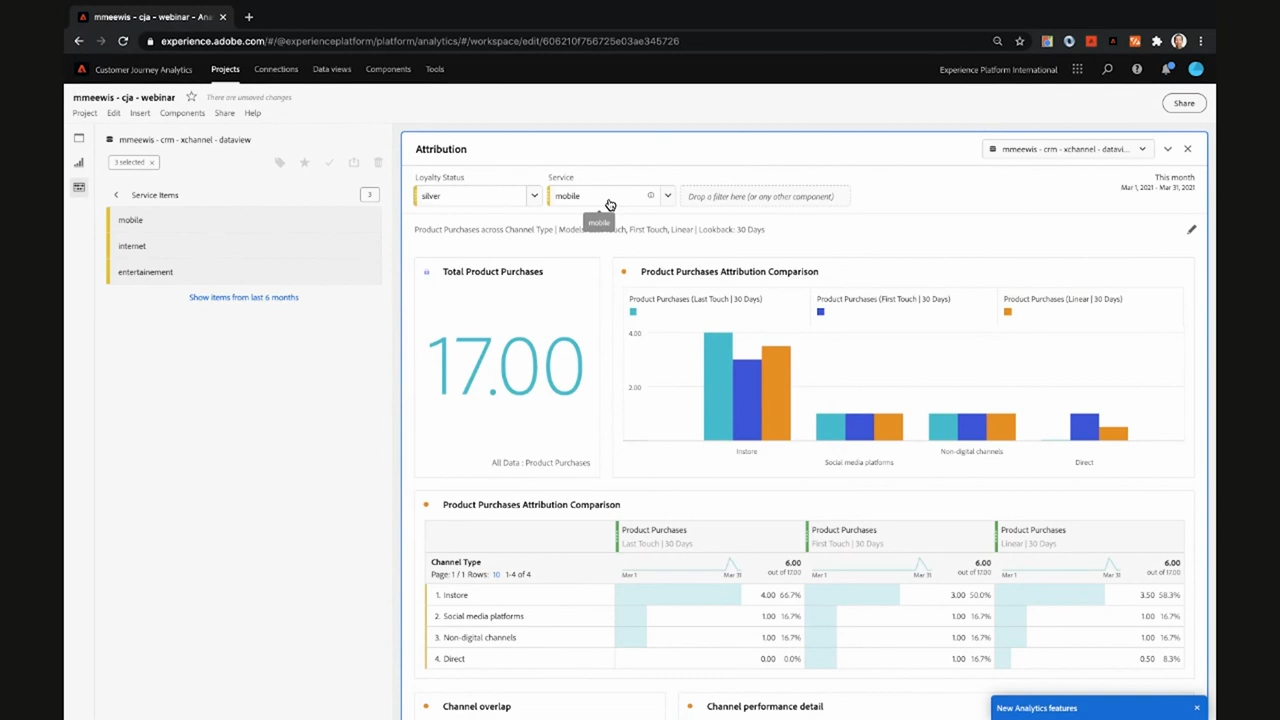 mmeewis - cja - webinar - Ana
experience.adobe.com/#/@experienceplatform/platform/analytics/#/workspace/edit/606210f756725e03ae345726
Customer Journey Analytics Projects Connections Data views Components Tools Experience Platform International
mmeewis - cja - webinar There are unsaved changes
Share
Project Edit Insert Components Share Help
mmeewis - crm - xchannel - dataview
3 selected ×
Service Items 3
mobile
internet
entertainement
Show items from last 6 months
Attribution mmeewis - crm - xchannel - datavi...
Loyalty Status Service This month
silver mobile Drop a filter here (or any other component) Mar 1, 2021 - Mar 31, 2021
mobile
Product Purchases across Channel Type | Model uch, First Touch, Linear | Lookback: 30 Days
Total Product Purchases
17.00
All Data : Product Purchases
Product Purchases Attribution Comparison
Product Purchases (Last Touch | 30 Days) Product Purchases (First Touch | 30 Days) Product Purchases (Linear | 30 Days)
4.00
2.00
Instore Social media platforms Non-digital channels Direct
Product Purchases Attribution Comparison
Product Purchases Product Purchases Product Purchases
Last Touch | 30 Days First Touch | 30 Days Linear | 30 Days
Channel Type 6.00 6.00 6.00
Page: 1 / 1 Rows: 10 1-4 of 4 Mar 1 Mar 31 out of 17.00 Mar 1 Mar 31 out of 17.00 Mar 1 Mar 31 out of 17.00
1. Instore 4.00 66.7% 3.00 50.0% 3.50 58.3%
2. Social media platforms 1.00 16.7% 1.00 16.7% 1.00 16.7%
3. Non-digital channels 1.00 16.7% 1.00 16.7% 1.00 16.7%
4. Direct 0.00 0.0% 1.00 16.7% 0.50 8.3%
Channel overlap Channel performance detail
New Analytics features